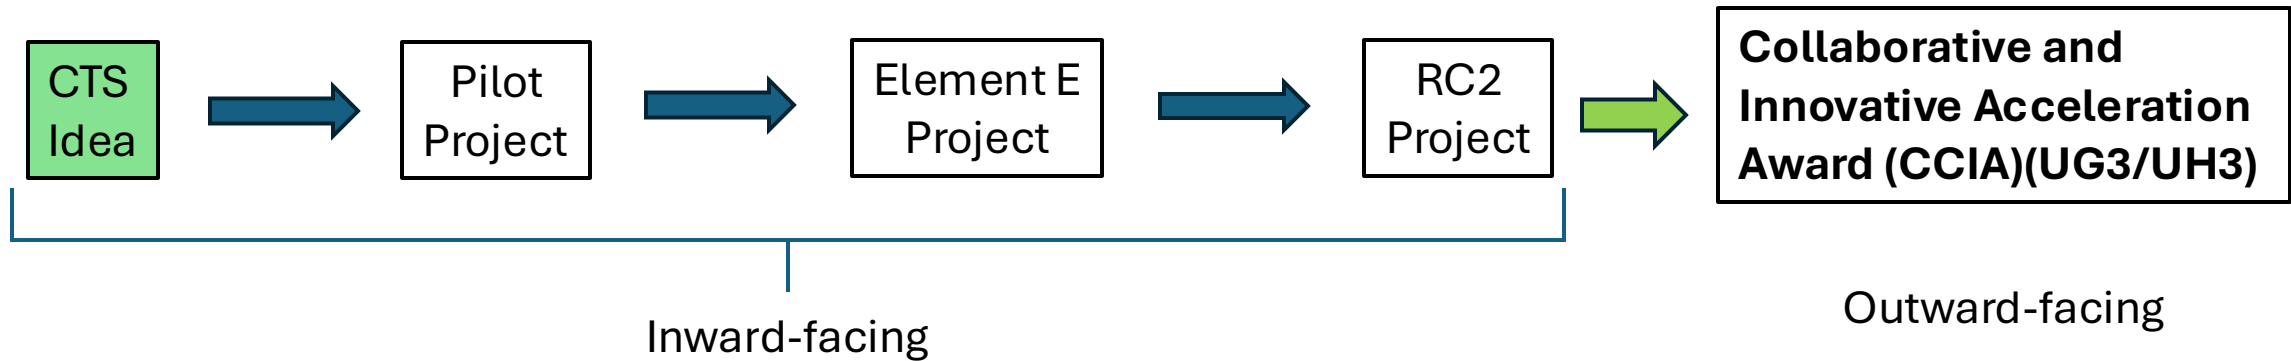 CTS
Idea
Pilot
Project
Element E
Project
RC2
Project
Collaborative and
Innovative Acceleration
Award (CCIA)(UG3/UH3)
Inward-facing
Outward-facing